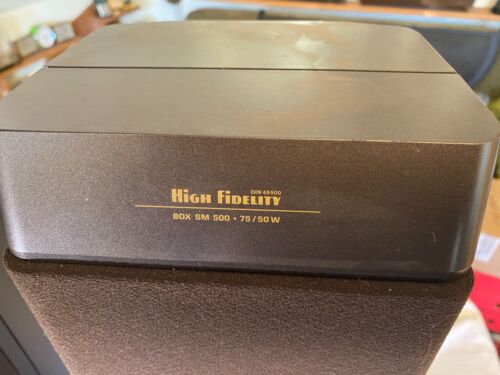 DIN 45500
High Fidelity
BOX SM 500 • 75/50 W